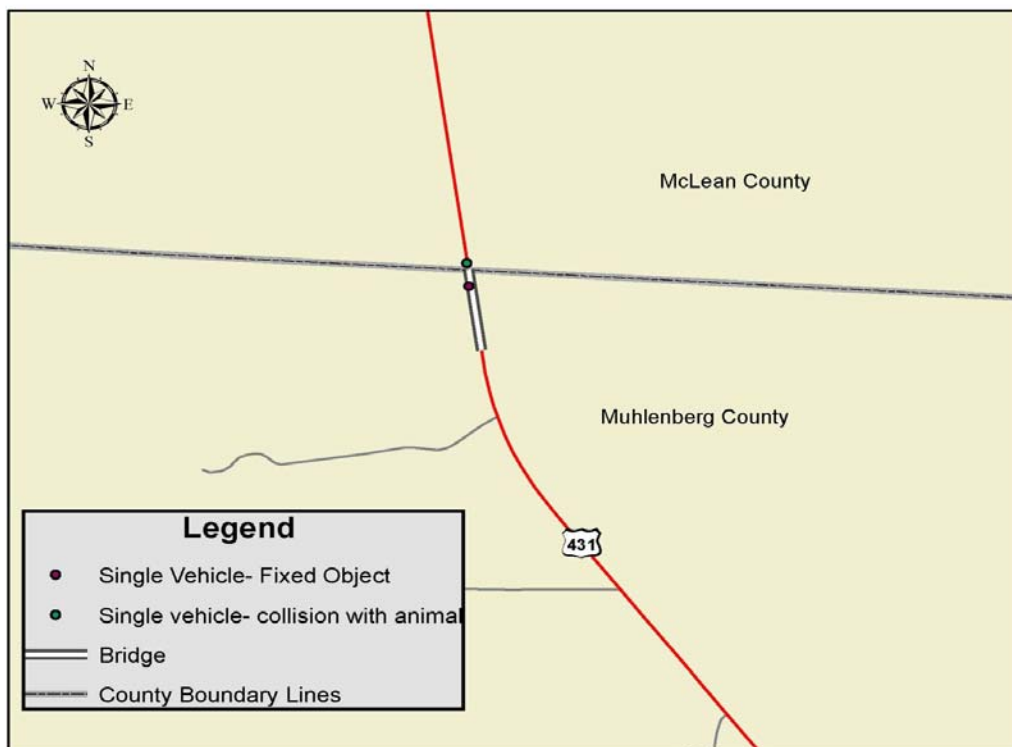 N
W E
S
McLean County
Muhlenberg County
431
Legend
Single Vehicle- Fixed Object
Single vehicle- collision with animal
Bridge
County Boundary Lines